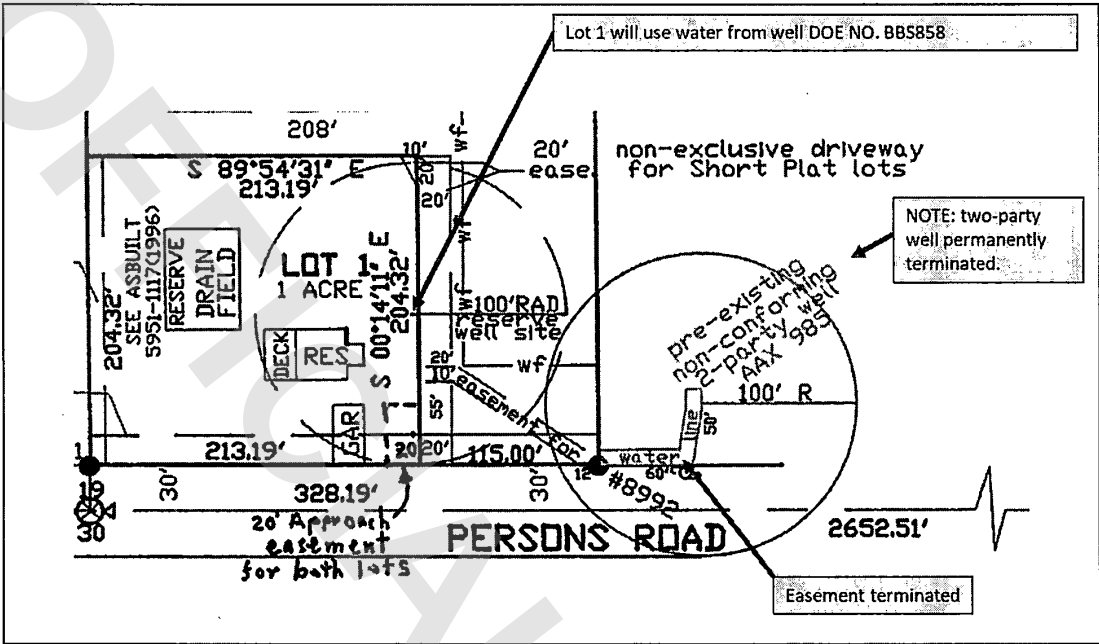 Lot 1 will use water from well DOE NO. BBS858
208'
10'
wf
20'
ease.
non-exclusive driveway
for Short Plat lots
S 89°54'31" E
213.19'
20'
20'
NOTE: two-party
well permanently
terminated.
204.32'
SEE ASBUILT
5951-1117(1996)
RESERVE
DRAIN
FIELD
LOT 1
1 ACRE
S 00°14'11" E
204.32'
wf
wf
100'RAD
reserve
well site
pre-existing
non-conforming
2-party well
AAX 985
DECK
RES
20'
10'
wf
easement for
100' R
line
50'
GAR
55'
213.19'
20'
20'
115.00'
water
60'
1
12
#8992
19
30
30'
328.19'
30'
20' Approach
easement
for both lots
PERSONS ROAD
2652.51'
Easement terminated